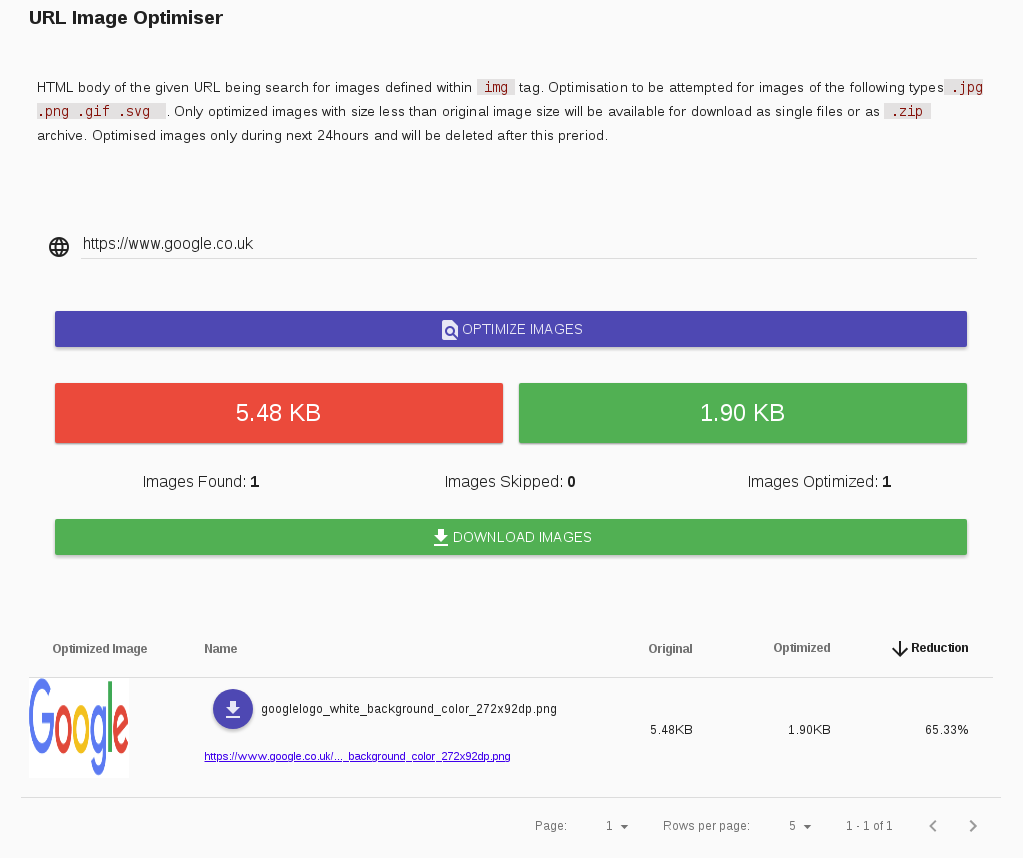 URL Image Optimiser
HTML body of the given URL being search for images defined within img tag. Optimisation to be attempted for images of the following types .jpg
.png .gif .svg . Only optimized images with size less than original image size will be available for download as single files or as .zip
archive. Optimised images only during next 24hours and will be deleted after this preriod.
https://www.google.co.uk
OPTIMIZE IMAGES
5.48 KB 1.90 KB
Images Found: 1 Images Skipped: 0 Images Optimized: 1
DOWNLOAD IMAGES
Optimized Image Name Original Optimized Reduction
Google googlelogo_white_background_color_272x92dp.png 5.48KB 1.90KB 65.33%
https://www.google.co.uk/..._background_color_272x92dp.png
Page: 1 Rows per page: 5 1 - 1 of 1